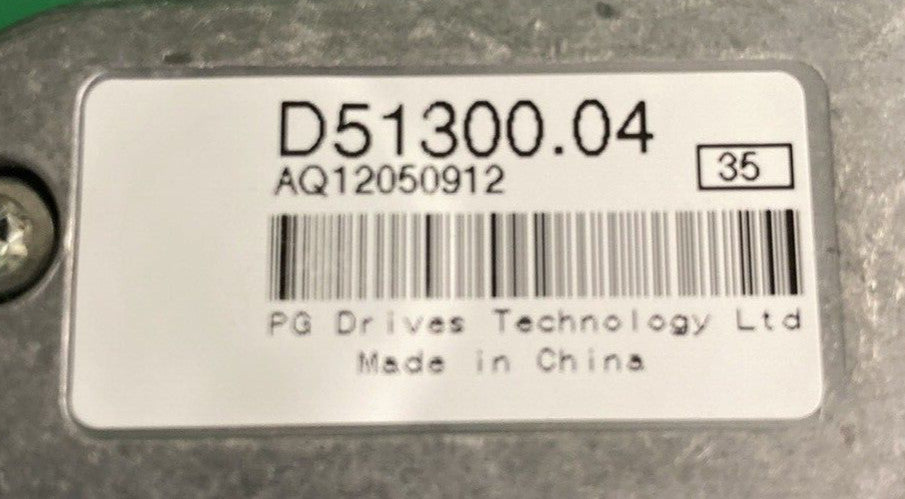 D51300.04
AQ12050912
35
PG Drives Technology Ltd
Made in China